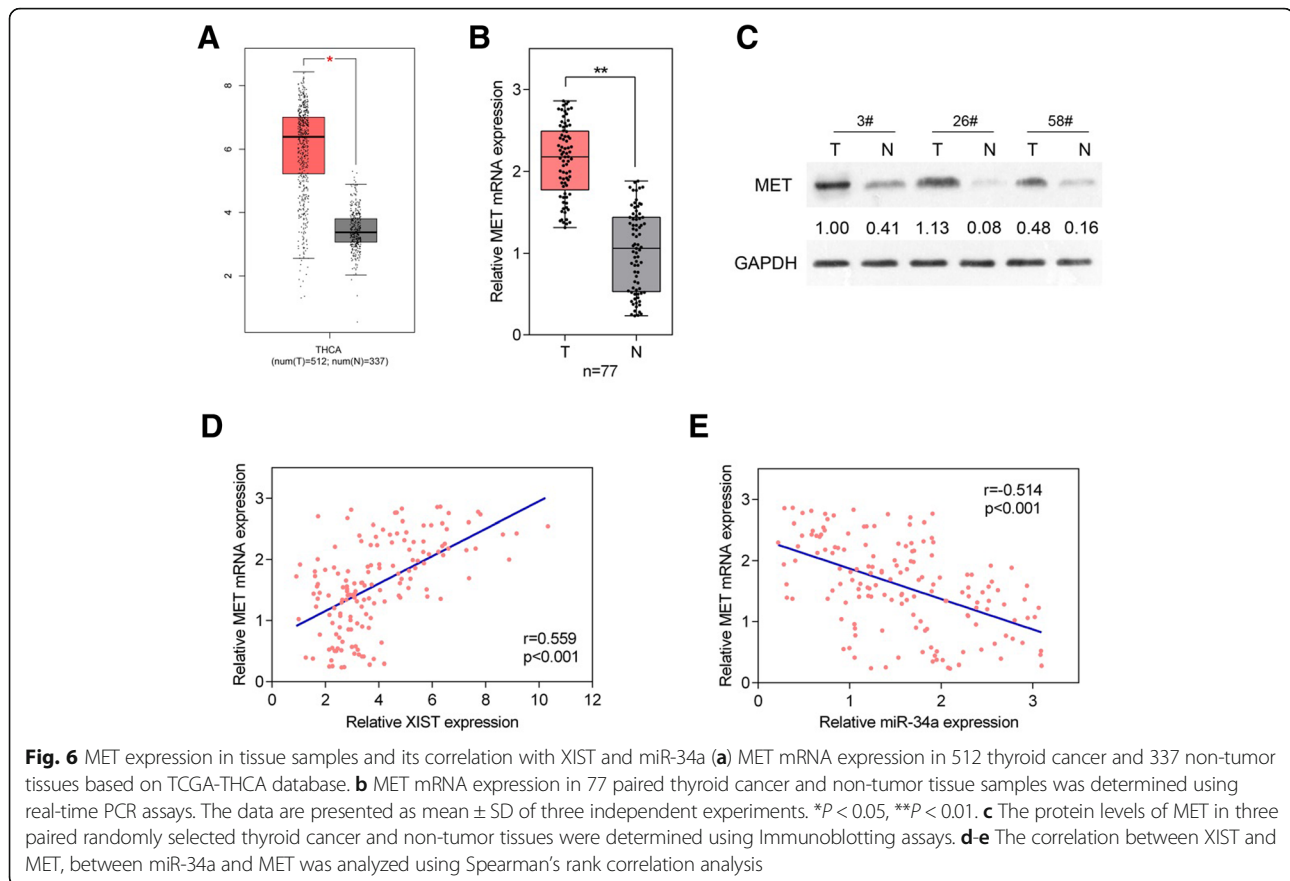 A
*
8
6
4
2
THCA
(num(T)=512; num(N)=337)
B
**
Relative MET mRNA expression
3
2
1
0
T N
n=77
C
3# 26# 58#
T N T N T N
MET
1.00 0.41 1.13 0.08 0.48 0.16
GAPDH
D
Relative MET mRNA expression
3
2
1
0
r=0.559
p<0.001
0 2 4 6 8 10 12
Relative XIST expression
E
Relative MET mRNA expression
3
2
1
0
r=-0.514
p<0.001
0 1 2 3
Relative miR-34a expression
Fig. 6 MET expression in tissue samples and its correlation with XIST and miR-34a (a) MET mRNA expression in 512 thyroid cancer and 337 non-tumor
tissues based on TCGA-THCA database. b MET mRNA expression in 77 paired thyroid cancer and non-tumor tissue samples was determined using
real-time PCR assays. The data are presented as mean ± SD of three independent experiments. *P < 0.05, **P < 0.01. c The protein levels of MET in three
paired randomly selected thyroid cancer and non-tumor tissues were determined using Immunoblotting assays. d-e The correlation between XIST and
MET, between miR-34a and MET was analyzed using Spearman's rank correlation analysis